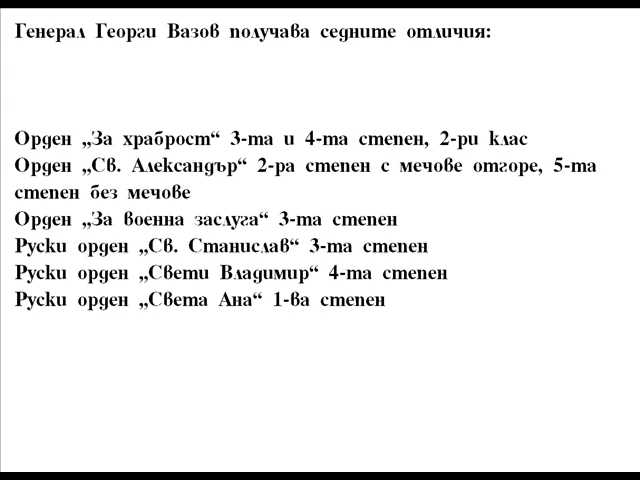 Генерал Георги Вазов получава седните отличия:
Орден „За храброст“ 3-та и 4-та степен, 2-ри клас
Орден „Св. Александър“ 2-ра степен с мечове отгоре, 5-та
степен без мечове
Орден „За военна заслуга“ 3-та степен
Руски орден „Св. Станислав“ 3-та степен
Руски орден „Свети Владимир“ 4-та степен
Руски орден „Света Ана“ 1-ва степен